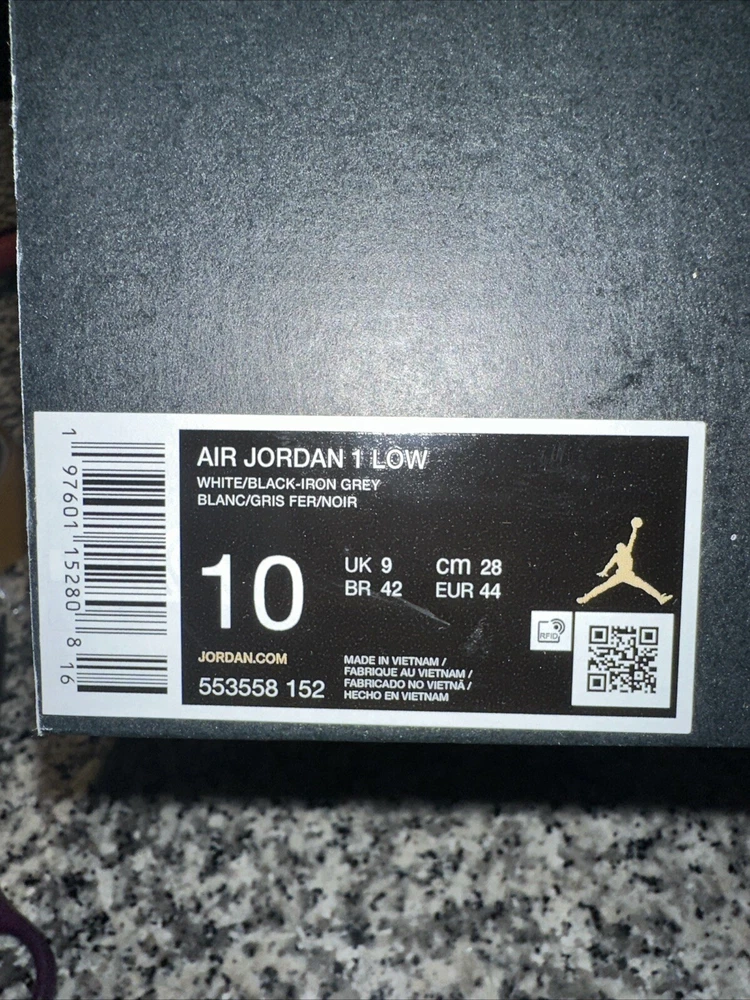 1 97601 15280 8 16
AIR JORDAN 1 LOW
WHITE/BLACK-IRON GREY
BLANC/GRIS FER/NOIR
10
UK 9
cm 28
BR 42
EUR 44
RFID
JORDAN.COM
553558 152
MADE IN VIETNAM /
FABRIQUE AU VIETNAM /
FABRICADO NO VIETNÃ /
HECHO EN VIETNAM